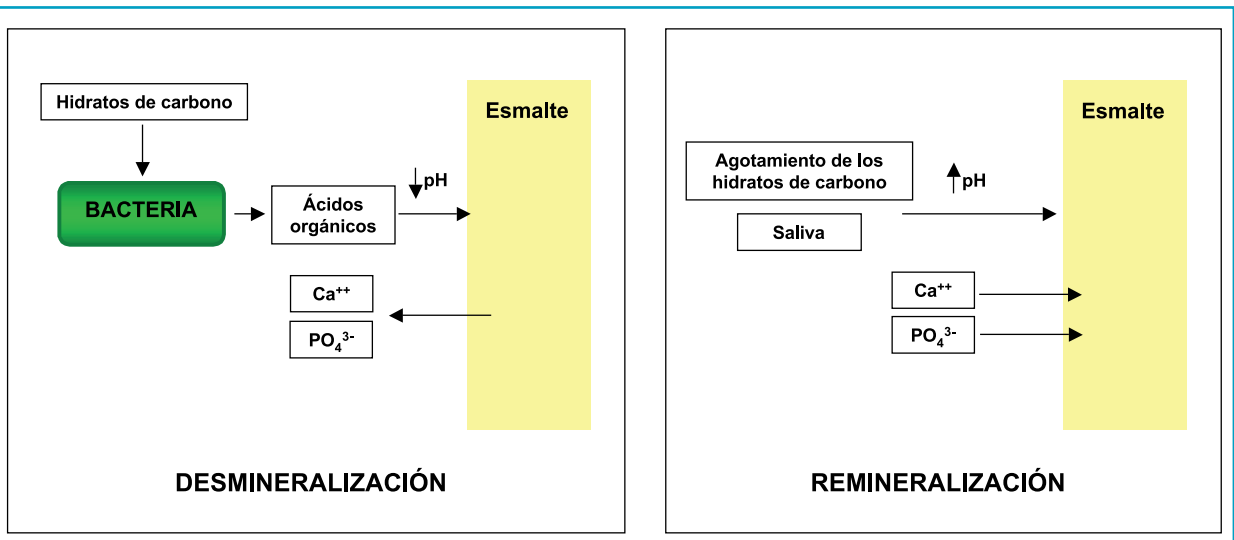 Hidratos de carbono
BACTERIA
Ácidos
orgánicos
pH
Esmalte
Ca⁺⁺
PO₄³⁻
DESMINERALIZACIÓN
Agotamiento de los
hidratos de carbono
Saliva
pH
Esmalte
Ca⁺⁺
PO₄³⁻
REMINERALIZACIÓN